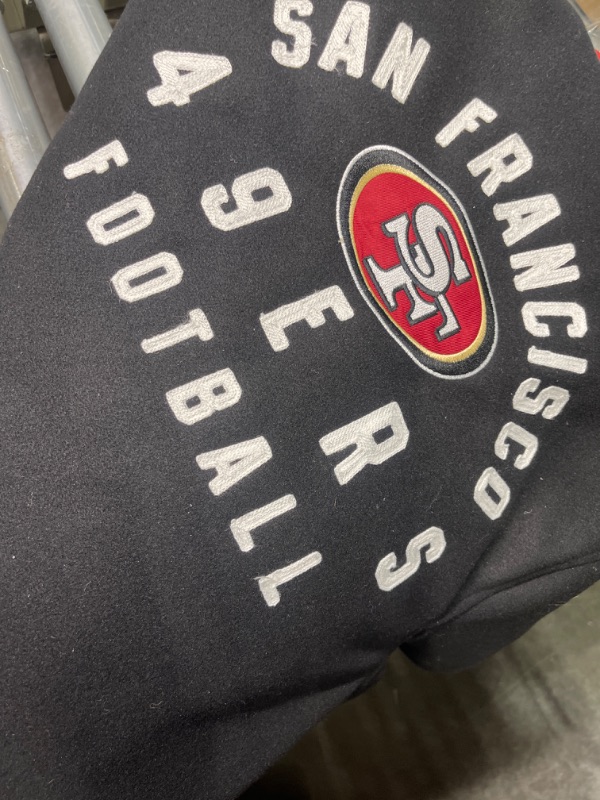 SAN FRANCISCO
SF
49ERS
FOOTBALL